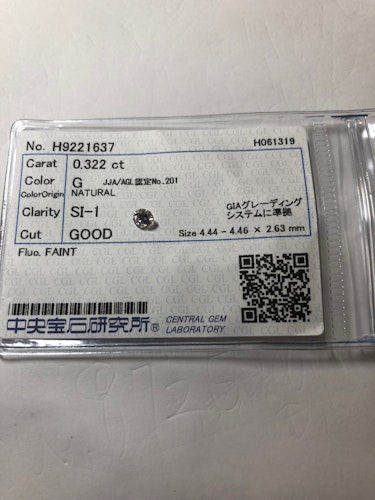 No. H9221637 H061319
Carat 0.322 ct
Color G JJA/AGL認定No.201
ColorOrigin NATURAL
Clarity SI-1 GIAグレーディング
システムに準拠
Cut GOOD Size 4.44 - 4.46 × 2.63 mm
Fluo. FAINT
中央宝石研究所® CENTRAL GEM
LABORATORY